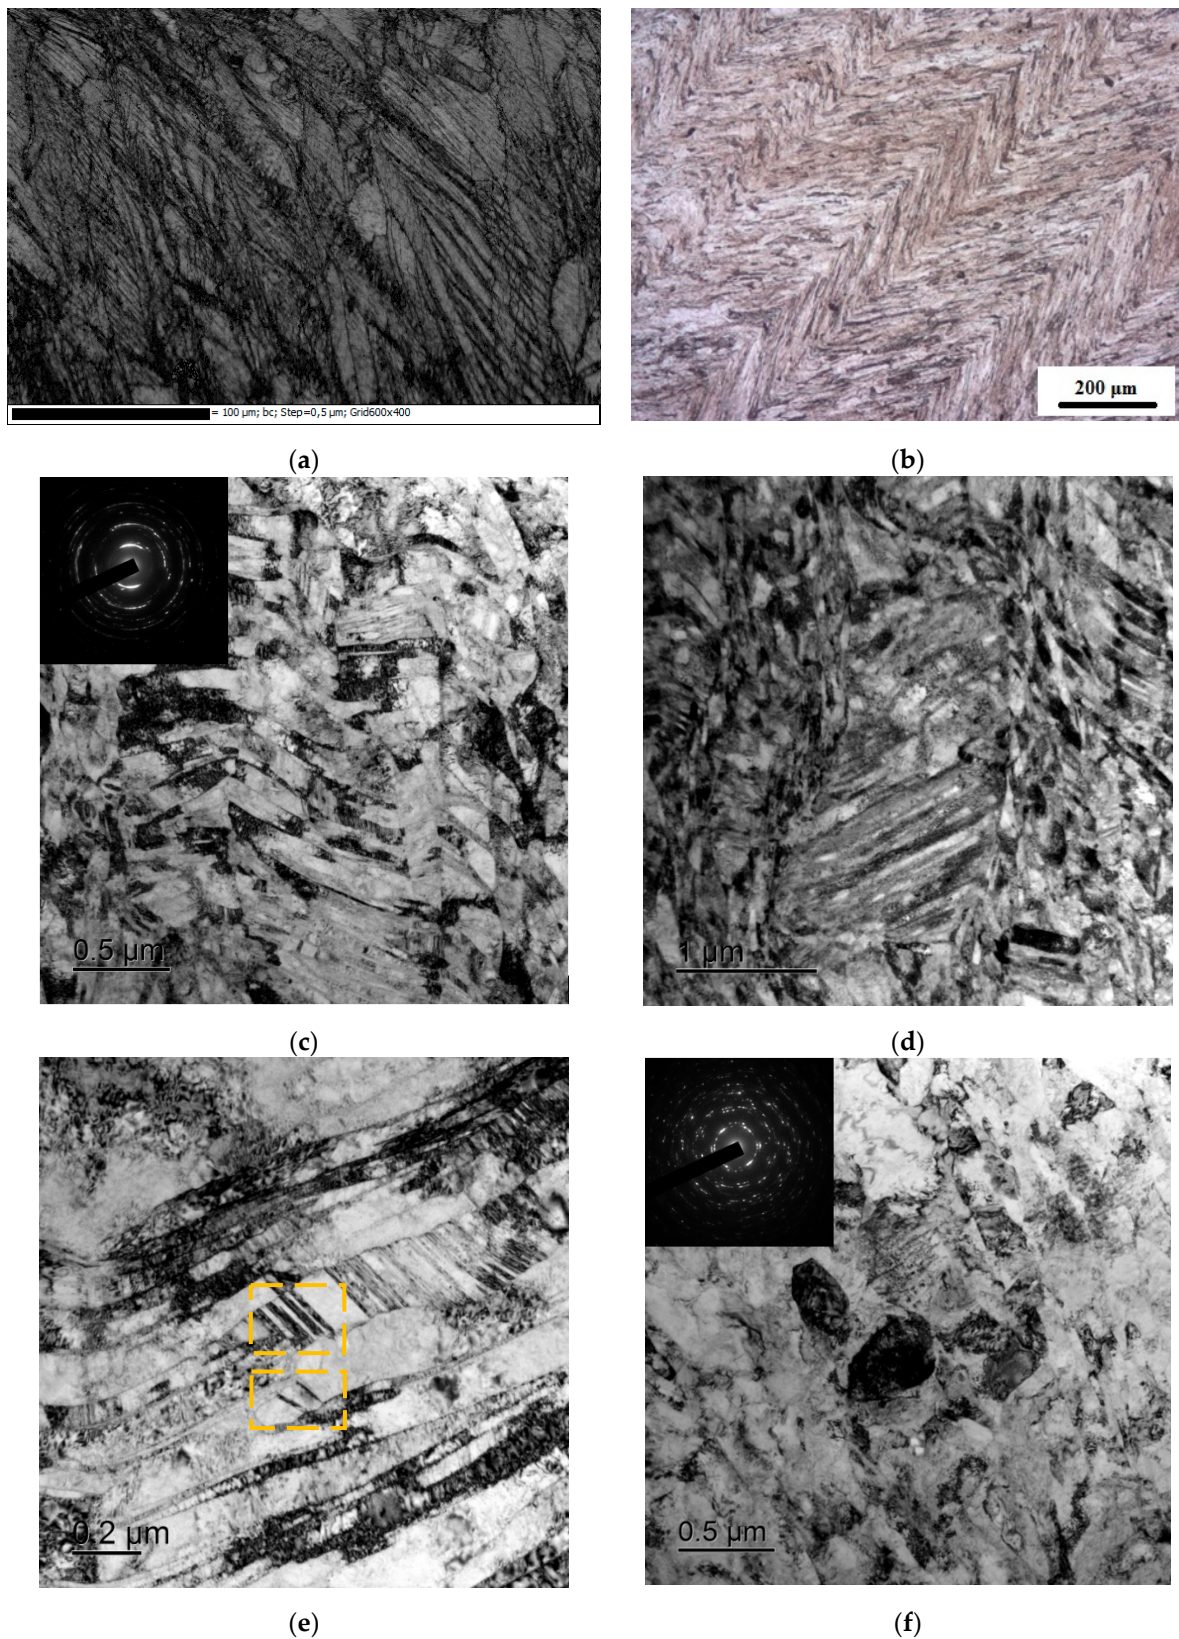 = 100 µm; bc; Step=0,5 µm; Grid600x400
200 µm
(a)
(b)
0.5 µm
1 µm
(c)
(d)
0.2 µm
0.5 µm
(e)
(f)